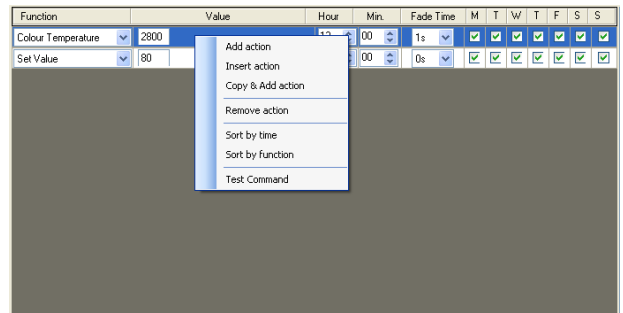 Function Value Hour Min. Fade Time M T W T F S S
Colour Temperature 2800 12 00 1s
Set Value 80 00 0s
Add action
Insert action
Copy & Add action
Remove action
Sort by time
Sort by function
Test Command